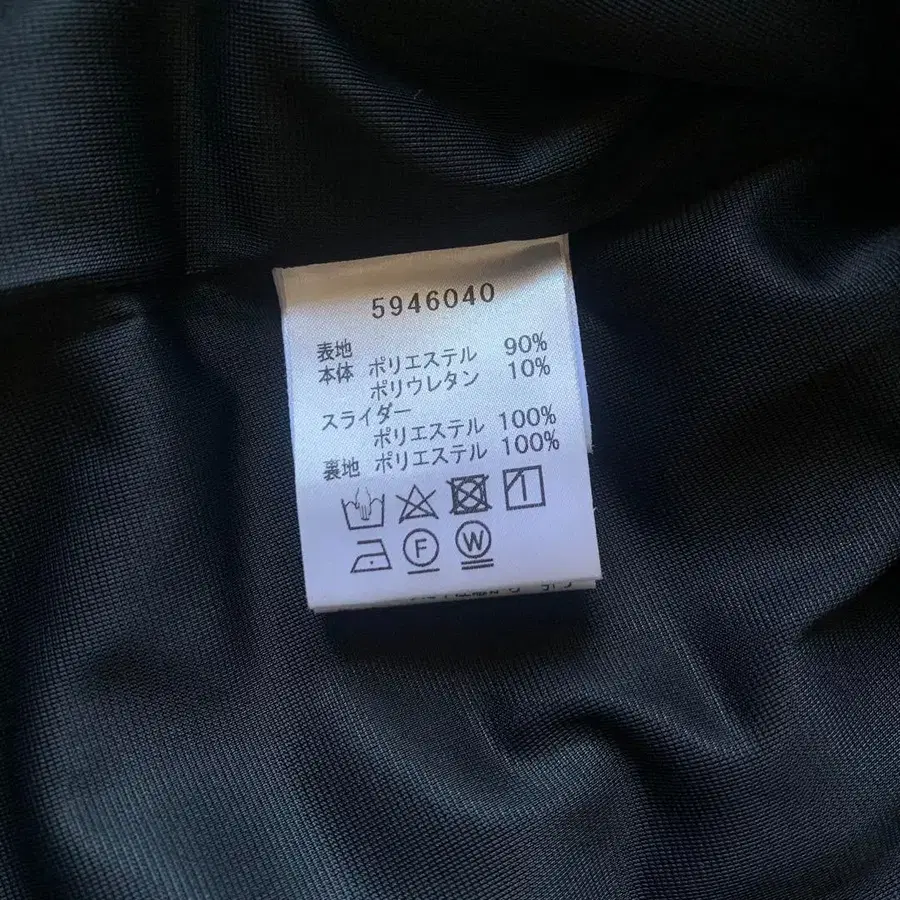 5946040
表地
本体 ポリエステル 90%
ポリウレタン 10%
スライダー
ポリエステル 100%
裏地 ポリエステル 100%
F W